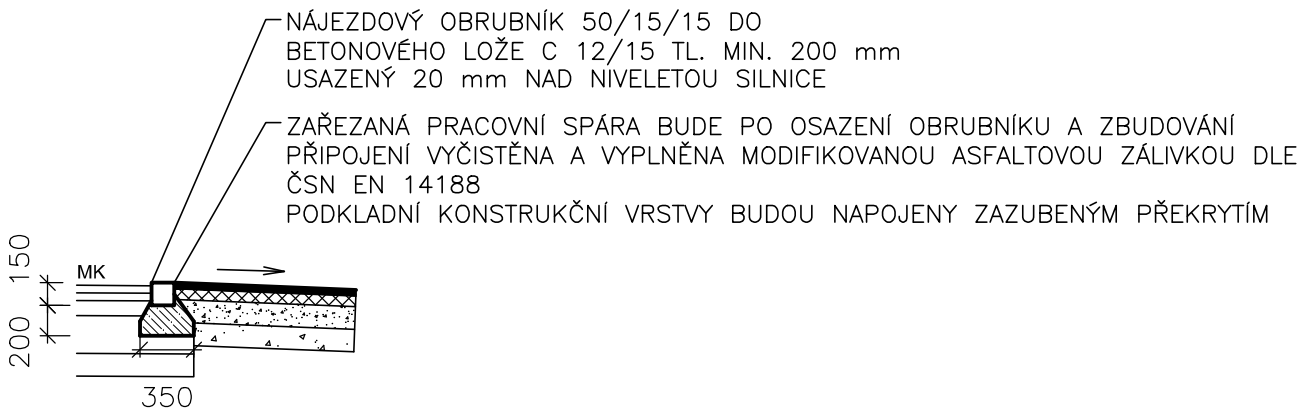 NÁJEZDOVÝ OBRUBNÍK 50/15/15 DO
BETONOVÉHO LOŽE C 12/15 TL. MIN. 200 mm
USAZENÝ 20 mm NAD NIVELETOU SILNICE
ZAŘEZANÁ PRACOVNÍ SPÁRA BUDE PO OSAZENÍ OBRUBNÍKU A ZBUDOVÁNÍ
PŘIPOJENÍ VYČISTĚNA A VYPLNĚNA MODIFIKOVANOU ASFALTOVOU ZÁLIVKOU DLE
ČSN EN 14188
PODKLADNÍ KONSTRUKČNÍ VRSTVY BUDOU NAPOJENY ZAZUBENÝM PŘEKRYTÍM
150
MK
200
350